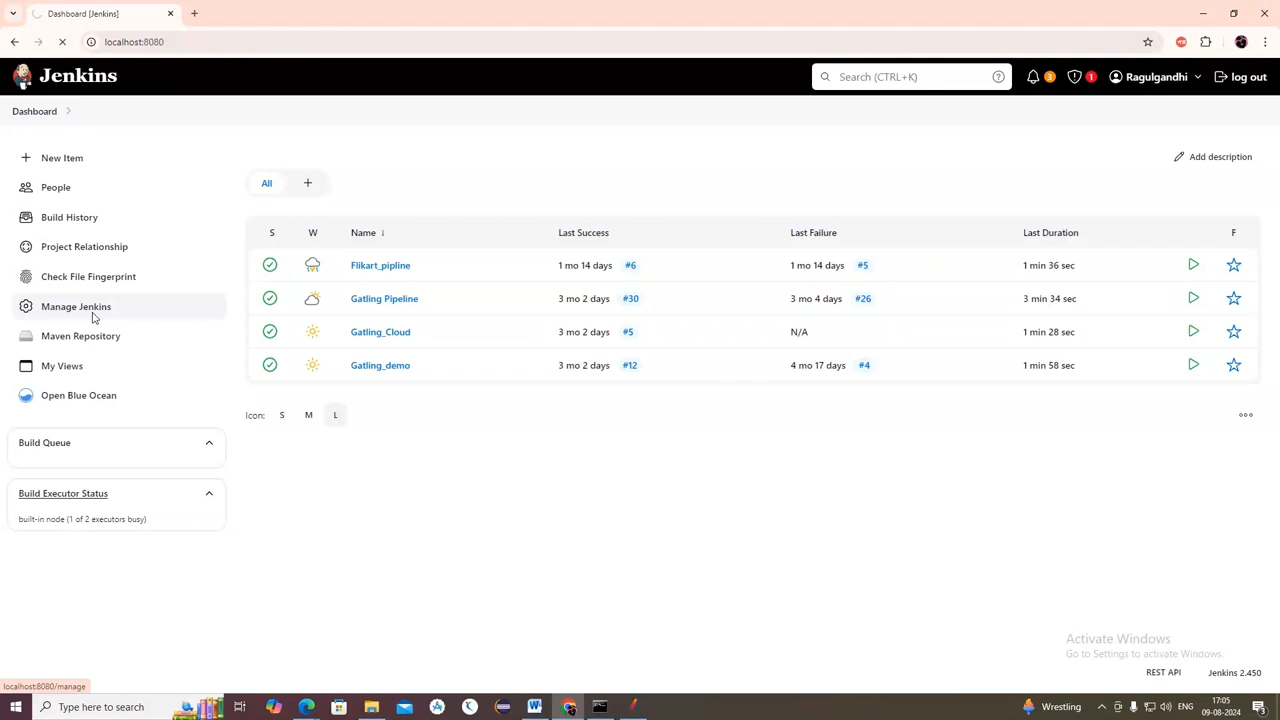 Dashboard [Jenkins]
localhost:8080
Jenkins
Search (CTRL+K)
3
1
Ragulgandhi
log out
Dashboard
New Item
People
Build History
Project Relationship
Check File Fingerprint
Manage Jenkins
Maven Repository
My Views
Open Blue Ocean
Build Queue
Build Executor Status
built-in node (1 of 2 executors busy)
Add description
All
S W Name ↓ Last Success Last Failure Last Duration F
Flikart_pipline 1 mo 14 days #6 1 mo 14 days #5 1 min 36 sec
Gatling Pipeline 3 mo 2 days #30 3 mo 4 days #26 3 min 34 sec
Gatling_Cloud 3 mo 2 days #5 N/A 1 min 28 sec
Gatling_demo 3 mo 2 days #12 4 mo 17 days #4 1 min 58 sec
Icon: S M L
Activate Windows
Go to Settings to activate Windows.
REST API Jenkins 2.450
localhost:8080/manage
Type here to search
Wrestling
ENG
17:05
09-08-2024